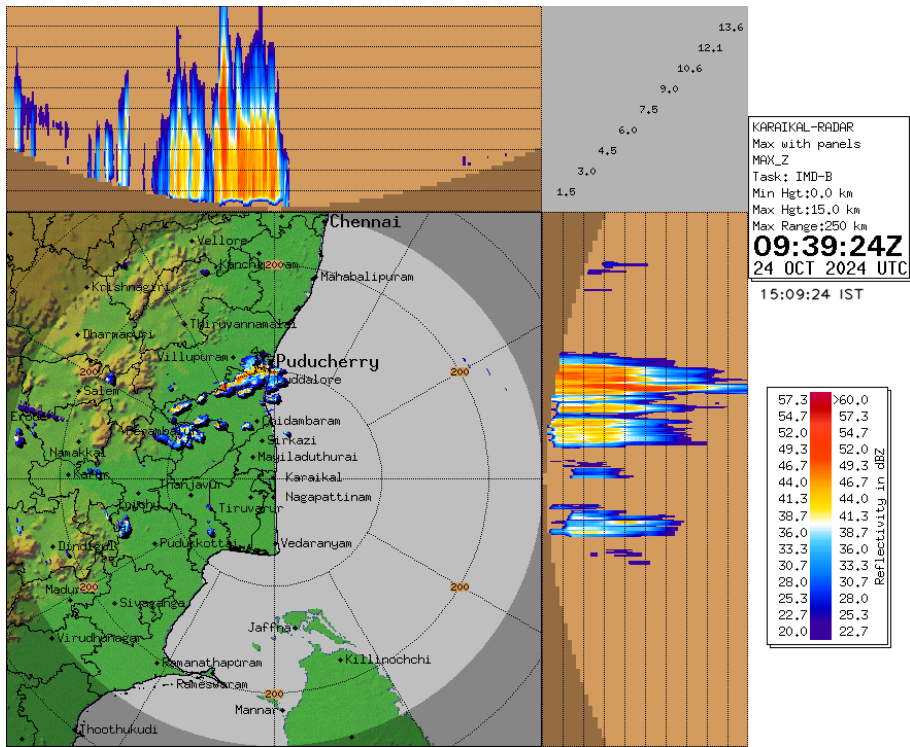 13.6
12.1
10.6
9.0
7.5
6.0
4.5
3.0
1.5
KARAIKAL-RADAR
Max with panels
MAX_Z
Task: IMD-B
Min Hgt:0.0 km
Max Hgt:15.0 km
Max Range:250 km
09:39:24Z
24 OCT 2024 UTC
15:09:24 IST
Chennai
Vellore
200
Mahabalipuram
Krishnagiri
Thiruvannamalai
Dharmapuri
Villupuram
Puducherry
200
200
uddalore
Salem
Chidambaram
Sirkazi
Namakkal
Mayiladuthurai
Karur
Karaikal
Thanjavur
Nagapattinam
Tiruvarur
Pudukkottai
Vedaranyam
200
200
Sivaganga
Jaffna
Virudhunagar
Ramanathapuram
Killinochchi
Rameswaram
200
Mannar
Thoothukudi
57.3 >60.0
54.7 57.3
52.0 54.7
49.3 52.0
46.7 49.3
44.0 46.7
41.3 44.0
38.7 41.3
36.0 38.7
33.3 36.0
30.7 33.3
28.0 30.7
25.3 28.0
22.7 25.3
20.0 22.7
Reflectivity in dBZ